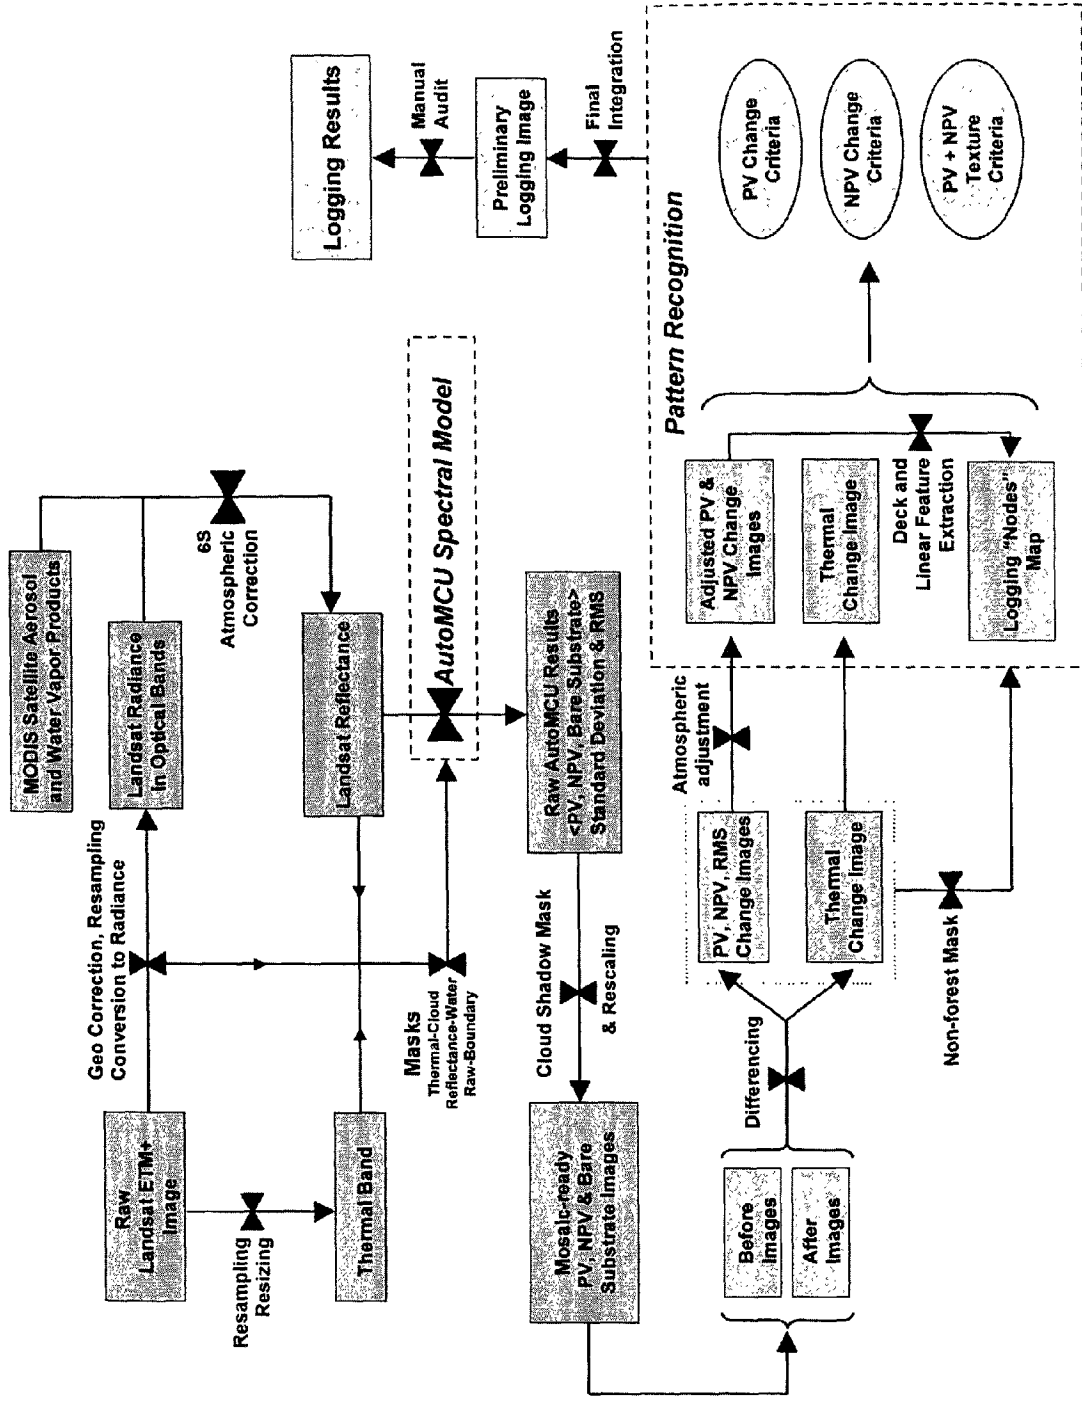 MODIS Satellite Aerosol
and Water Vapor Products
Geo Correction, Resampling
Conversion to Radiance
Raw
Landsat ETM+
Image
Landsat Radiance
In Optical Bands
6S
Atmospheric
Correction
Resampling
Resizing
Thermal Band
Landsat Reflectance
Masks
Thermal-Cloud
Reflectance-Water
Raw-Boundary
AutoMCU Spectral Model
Raw AutoMCU Results
<PV, NPV, Bare Substrate>
Standard Deviation & RMS
Cloud Shadow Mask
& Rescaling
Mosaic-ready
PV, NPV & Bare
Substrate Images
Before
Images
After
Images
Differencing
PV, NPV, RMS
Change Images
Thermal
Change Image
Atmospheric
adjustment
Non-forest Mask
Pattern Recognition
Adjusted PV &
NPV Change
Images
Thermal
Change Image
Deck and
Linear Feature
Extraction
Logging "Nodes"
Map
PV Change
Criteria
NPV Change
Criteria
PV + NPV
Texture
Criteria
Final
Integration
Preliminary
Logging Image
Manual
Audit
Logging Results